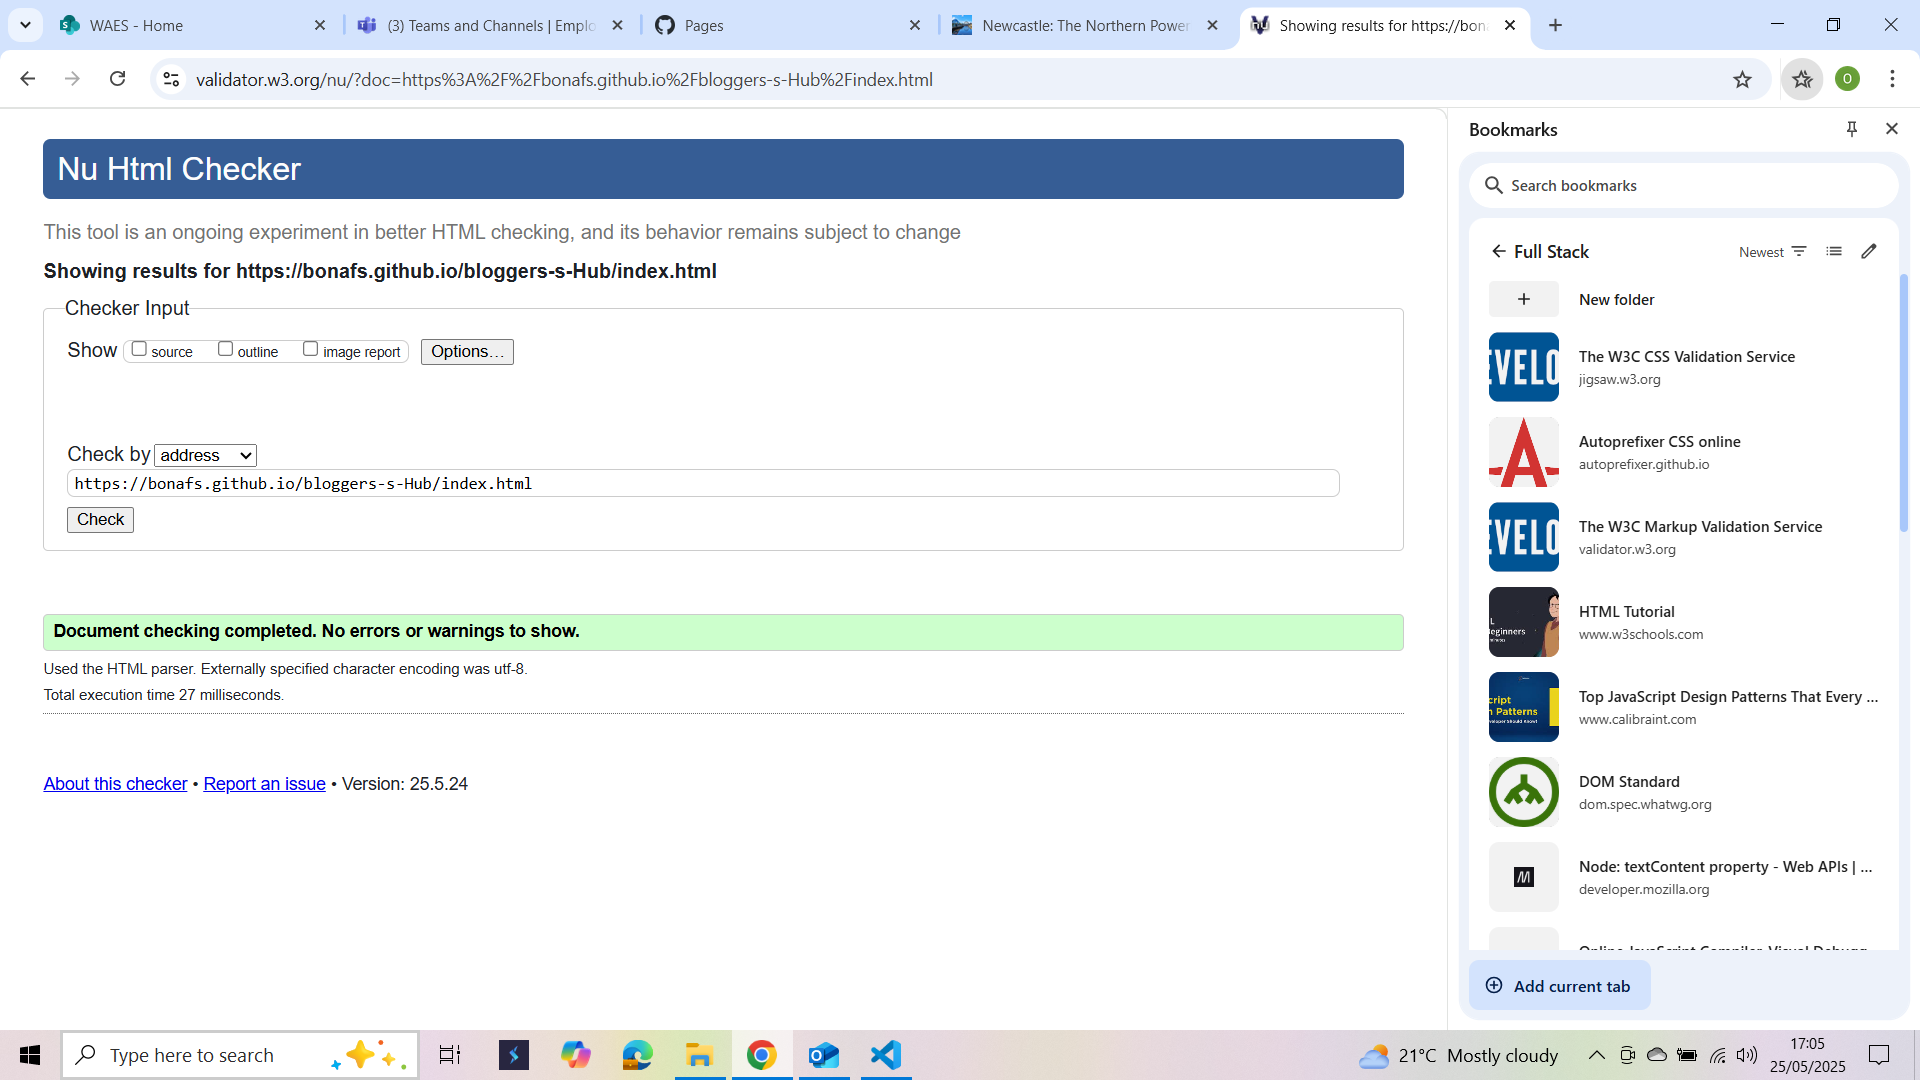 WAES - Home
(3) Teams and Channels | Emplo
Pages
Newcastle: The Northern Power
Showing results for https://bona
validator.w3.org/nu/?doc=https%3A%2F%2Fbonafs.github.io%2Fbloggers-s-Hub%2Findex.html
O
Nu Html Checker
This tool is an ongoing experiment in better HTML checking, and its behavior remains subject to change
Showing results for https://bonafs.github.io/bloggers-s-Hub/index.html
Checker Input
Show source outline image report Options…
Check by address
https://bonafs.github.io/bloggers-s-Hub/index.html
Check
Document checking completed. No errors or warnings to show.
Used the HTML parser. Externally specified character encoding was utf-8.
Total execution time 27 milliseconds.
About this checker • Report an issue • Version: 25.5.24
Bookmarks
Search bookmarks
Full Stack
Newest
New folder
The W3C CSS Validation Service
jigsaw.w3.org
Autoprefixer CSS online
autoprefixer.github.io
The W3C Markup Validation Service
validator.w3.org
HTML Tutorial
www.w3schools.com
Top JavaScript Design Patterns That Every ...
www.calibraint.com
DOM Standard
dom.spec.whatwg.org
Node: textContent property - Web APIs | ...
developer.mozilla.org
Online JavaScript Compiler, Visual Debugg
Add current tab
Type here to search
21°C Mostly cloudy
17:05
25/05/2025